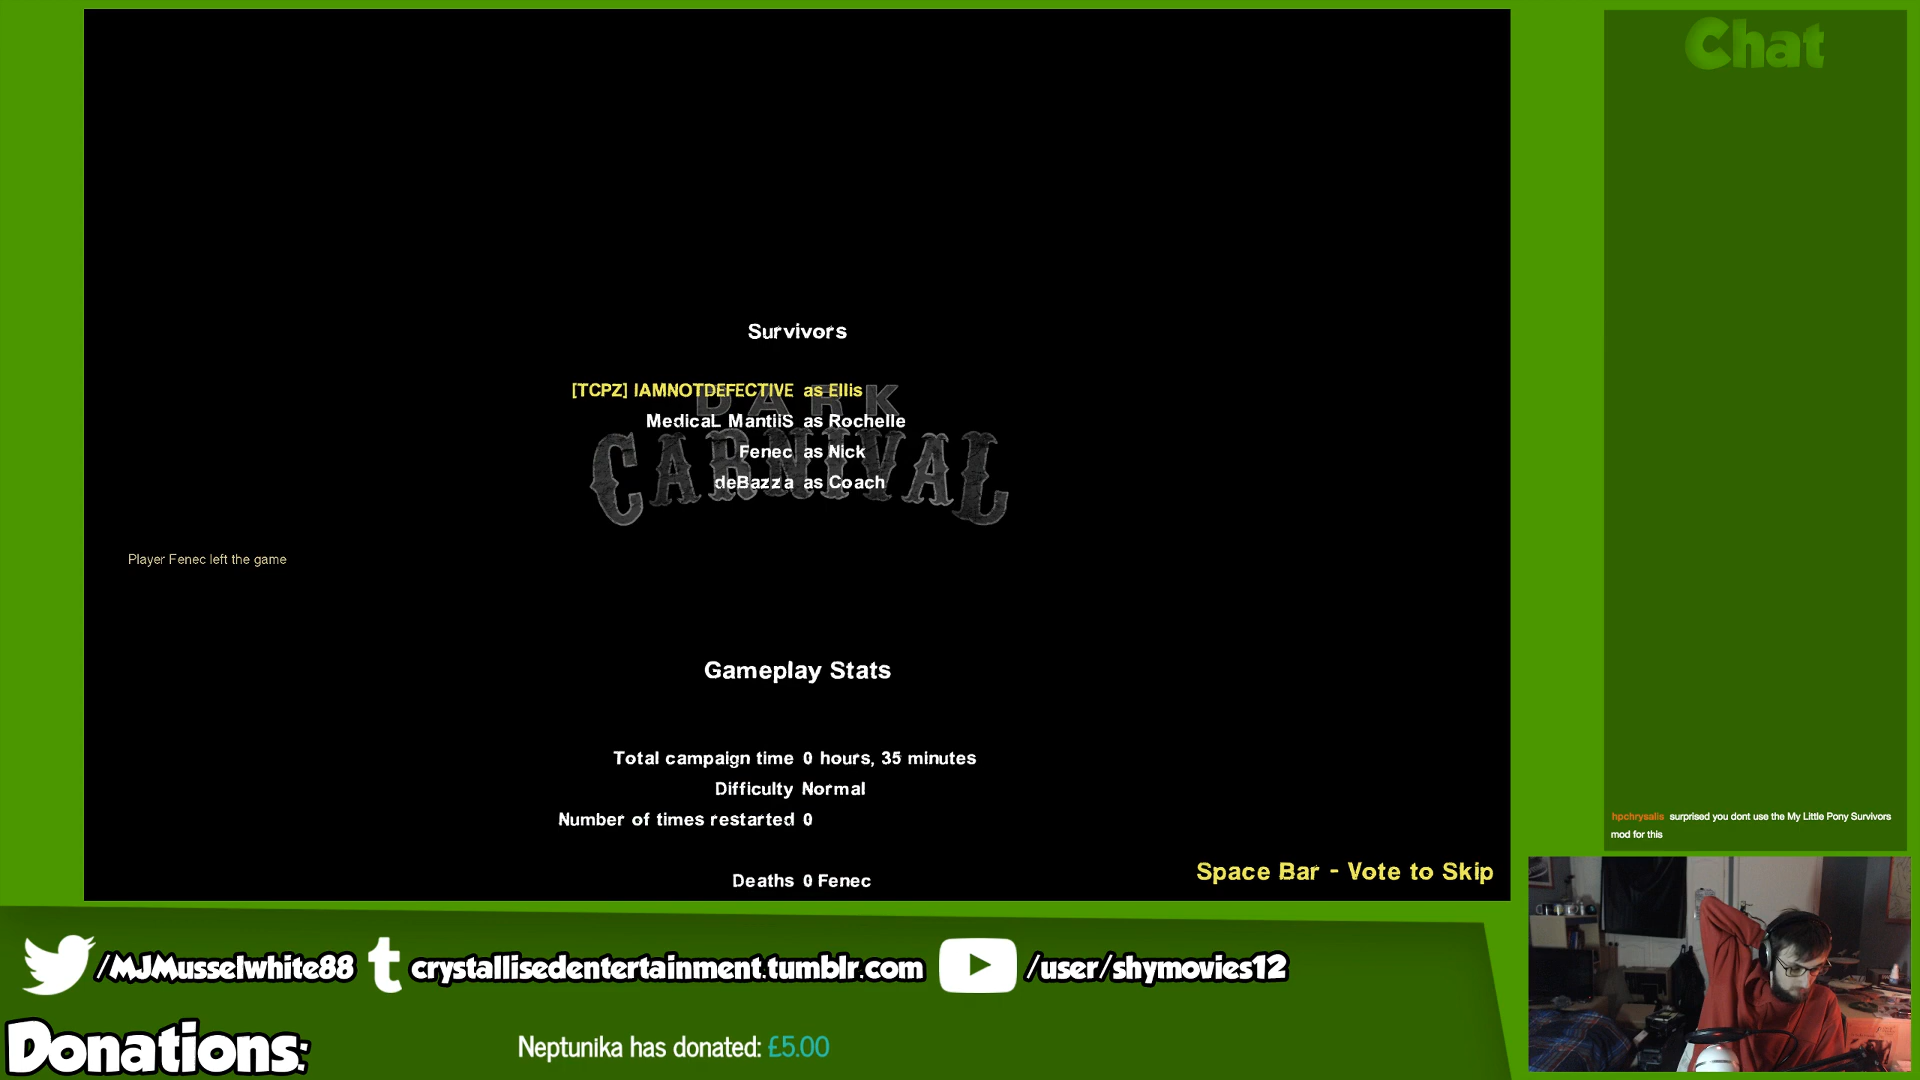 Chat
Survivors
[TCPZ] IAMNOTDEFECTIVE as Ellis
MedicaL MantiiS as Rochelle
Fenec as Nick
deBazza as Coach
DARK
CARNIVAL
Player Fenec left the game
Gameplay Stats
Total campaign time 0 hours, 35 minutes
Difficulty Normal
Number of times restarted 0
Deaths 0 Fenec
Space Bar - Vote to Skip
hpchrysalis surprised you dont use the My Little Pony Survivors
mod for this
/MJMusselwhite88 t crystallisedentertainment.tumblr.com /user/shymovies12
Donations:
Neptunika has donated: £5.00